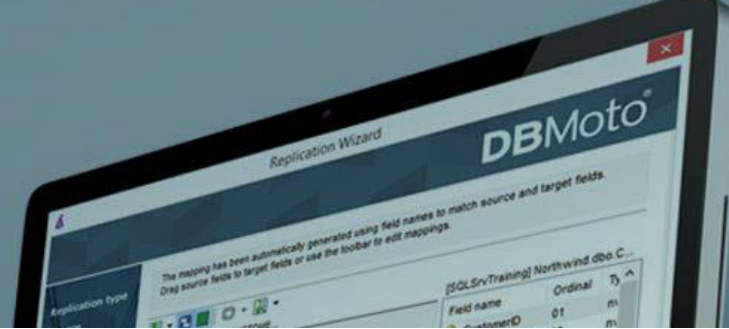 Replication Wizard
DBMoto®
The mapping has been automatically generated using field names to match source and target fields.
Drag source fields to target fields or use the toolbar to edit mappings.
Replication type
[SQLSrvTraining] Northwind.dbo.C...
Field name Ordinal Ty
CustomerID 01